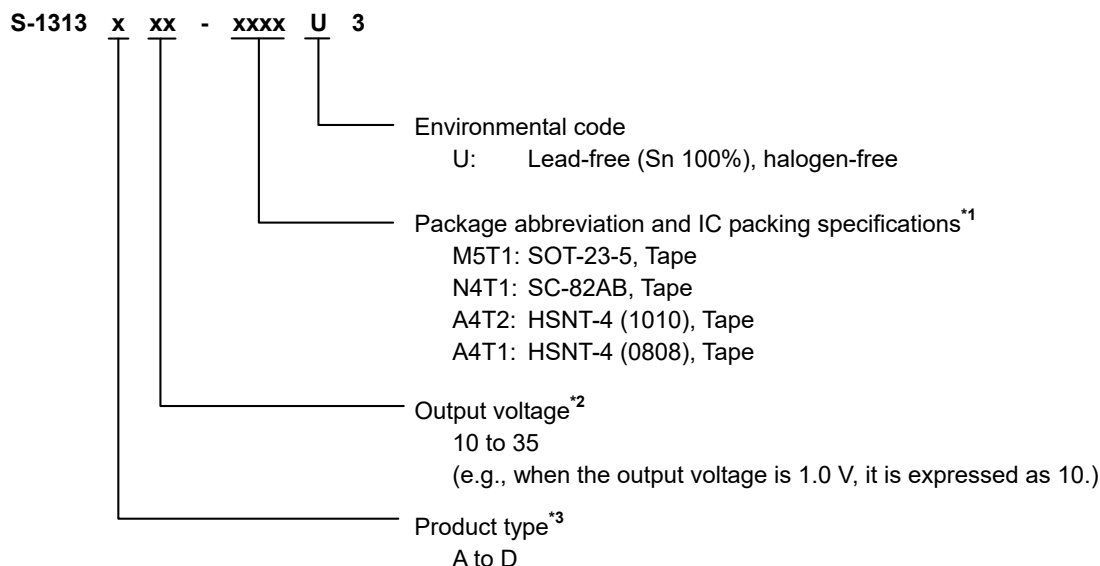 S-1313 x xx - xxxx U 3
Environmental code
U: Lead-free (Sn 100%), halogen-free
Package abbreviation and IC packing specifications*1
M5T1: SOT-23-5, Tape
N4T1: SC-82AB, Tape
A4T2: HSNT-4 (1010), Tape
A4T1: HSNT-4 (0808), Tape
Output voltage*2
10 to 35
(e.g., when the output voltage is 1.0 V, it is expressed as 10.)
Product type*3
A to D